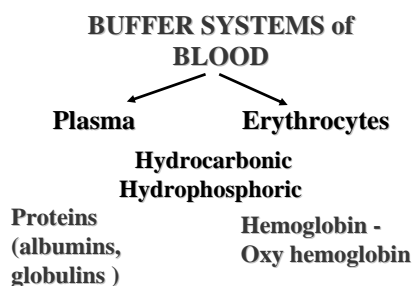 BUFFER SYSTEMS of
BLOOD
Plasma
Erythrocytes
Hydrocarbonic
Hydrophosphoric
Proteins
(albumins,
globulins )
Hemoglobin -
Oxy hemoglobin